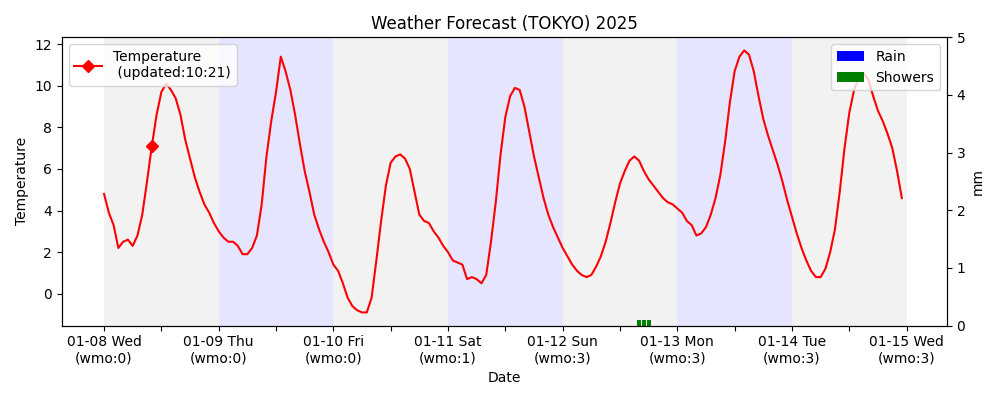 Weather Forecast (TOKYO) 2025
Temperature
(updated:10:21)
Rain
Showers
12
10
8
6
4
2
0
Temperature
5
4
3
2
1
0
mm
01-08 Wed 01-09 Thu 01-10 Fri 01-11 Sat 01-12 Sun 01-13 Mon 01-14 Tue 01-15 Wed
(wmo:0) (wmo:0) (wmo:0) (wmo:1) (wmo:3) (wmo:3) (wmo:3) (wmo:3)
Date